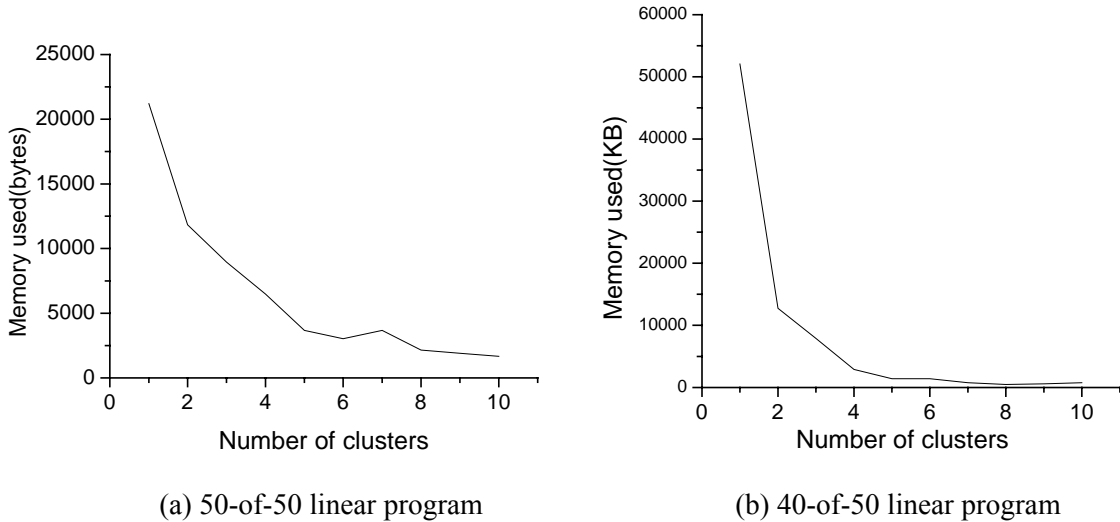 25000
20000
15000
10000
5000
0
Memory used(bytes)
0 2 4 6 8 10
Number of clusters
(a) 50-of-50 linear program
60000
50000
40000
30000
20000
10000
0
Memory used(KB)
0 2 4 6 8 10
Number of clusters
(b) 40-of-50 linear program